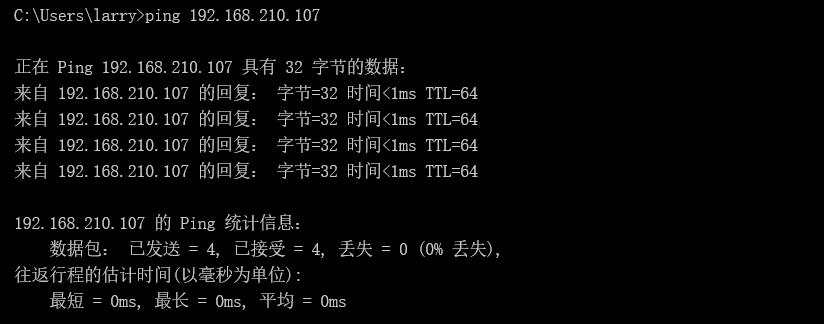 C:\Users\larry>ping 192.168.210.107
正在 Ping 192.168.210.107 具有 32 字节的数据：
来自 192.168.210.107 的回复： 字节=32 时间<1ms TTL=64
来自 192.168.210.107 的回复： 字节=32 时间<1ms TTL=64
来自 192.168.210.107 的回复： 字节=32 时间<1ms TTL=64
来自 192.168.210.107 的回复： 字节=32 时间<1ms TTL=64
192.168.210.107 的 Ping 统计信息：
数据包： 已发送 = 4, 已接受 = 4, 丢失 = 0 (0% 丢失),
往返行程的估计时间(以毫秒为单位):
最短 = 0ms, 最长 = 0ms, 平均 = 0ms